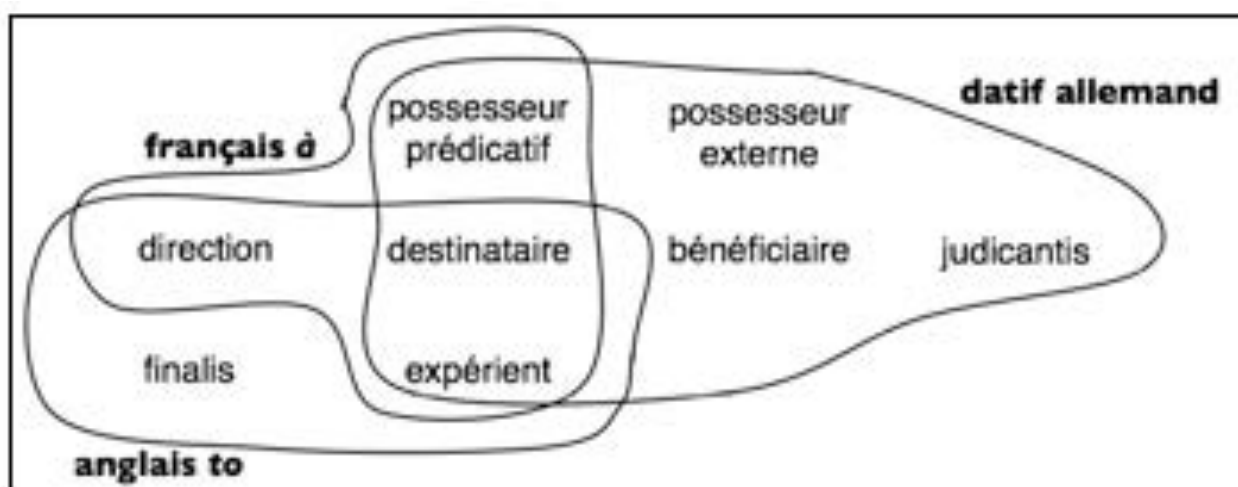 possesseur
prédicatif
possesseur
externe
datif allemand
français à
direction
destinataire
bénéficiaire
judicantis
finalis
expérient
anglais to